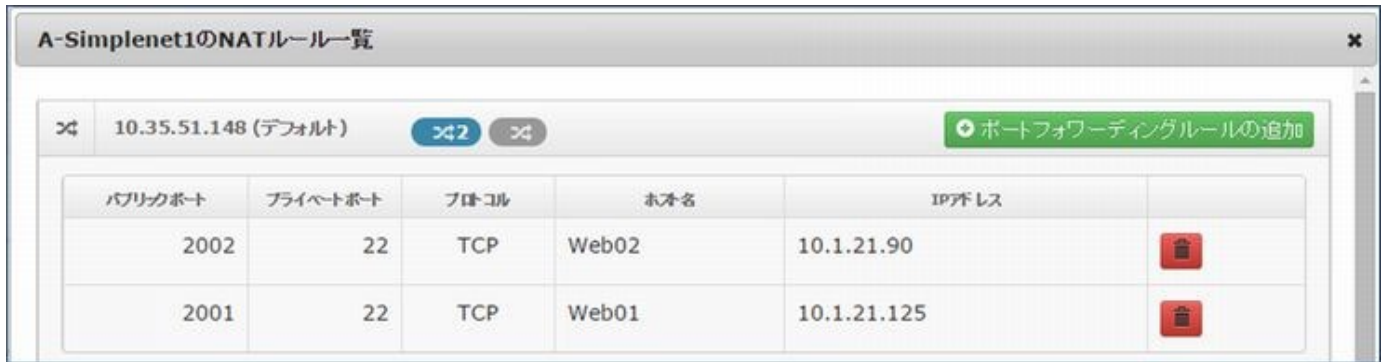 A-Simplenet1のNATルール一覧
10.35.51.148 (デフォルト) 2 ポートフォワーディングルールの追加
パブリックポート プライベートポート プロトコル ホスト名 IPアドレス
2002 22 TCP Web02 10.1.21.90
2001 22 TCP Web01 10.1.21.125